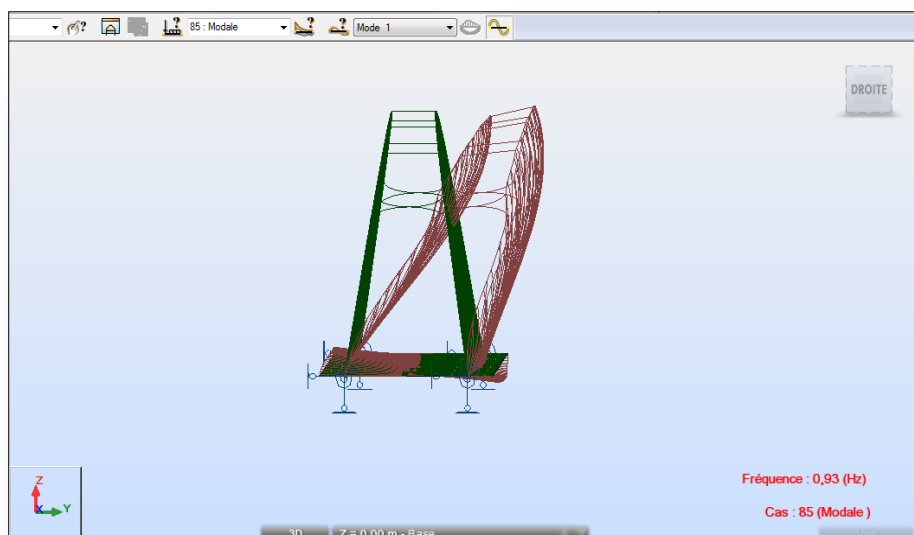 85 : Modale
Mode 1
DROITE
Z
X
Y
Fréquence : 0,93 (Hz)
Cas : 85 (Modale )
3D
Z = 0,00 m - Base